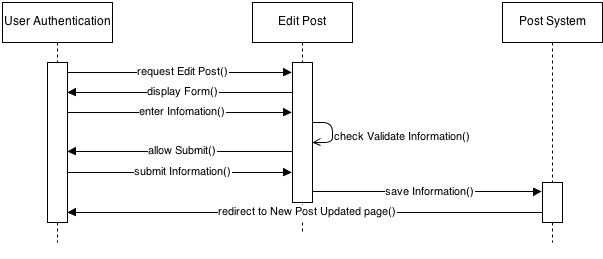 User Authentication
Edit Post
Post System
request Edit Post()
display Form()
enter Infomation()
check Validate Information()
allow Submit()
submit Information()
save Information()
redirect to New Post Updated page()